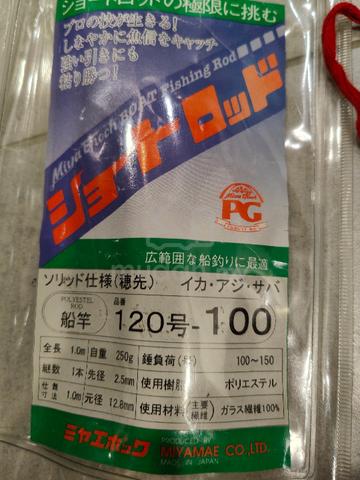 ショートロッドの極限に挑む
プロの技が生きる!
しなやかに魚信をキャッチ
強い引きにも
粘り勝つ!
Miya Epoch BOAT Fishing Rod
ショートロッド
Miya Epoch
PG
広範囲な船釣りに最適
ソリッド仕様(穂先) イカ・アジ・サバ
POLYESTEL
ROD
船竿
品番
120号-100
全長 1.0m 自重 250g 錘負荷(号) 100~150
継数 1本 先径 2.5mm 使用樹脂 ポリエステル
仕舞寸法 1.0m 元径 12.8mm 使用材料(主要繊維) ガラス繊維100%
ミヤエポック
PRODUCED BY
MIYAMAE CO.,LTD.
MADE IN JAPAN